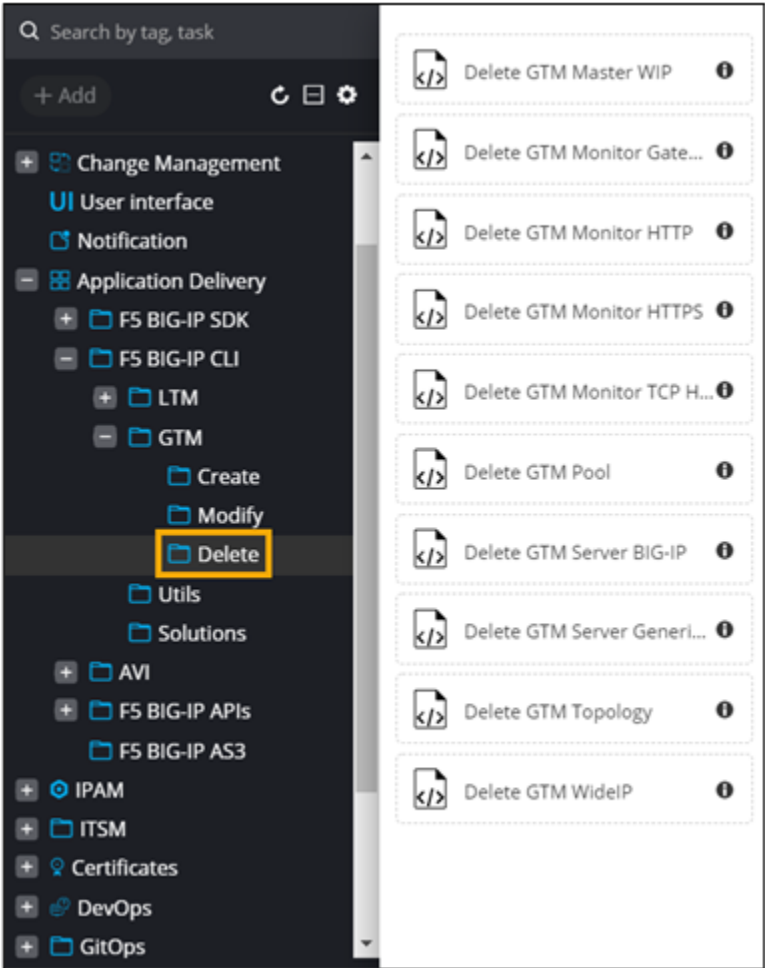 Search by tag, task
+ Add
Change Management
UI User interface
Notification
Application Delivery
F5 BIG-IP SDK
F5 BIG-IP CLI
LTM
GTM
Create
Modify
Delete
Utils
Solutions
AVI
F5 BIG-IP APIs
F5 BIG-IP AS3
IPAM
ITSM
Certificates
DevOps
GitOps
Delete GTM Master WIP
Delete GTM Monitor Gate...
Delete GTM Monitor HTTP
Delete GTM Monitor HTTPS
Delete GTM Monitor TCP H...
Delete GTM Pool
Delete GTM Server BIG-IP
Delete GTM Server Generi...
Delete GTM Topology
Delete GTM WideIP